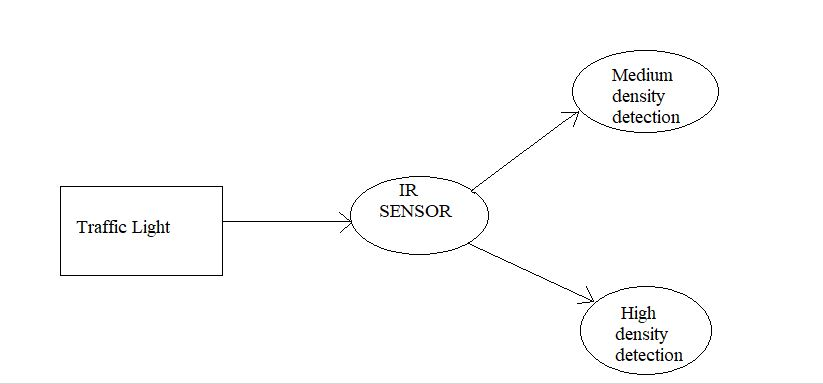 Traffic Light
IR
SENSOR
Medium
density
detection
High
density
detection